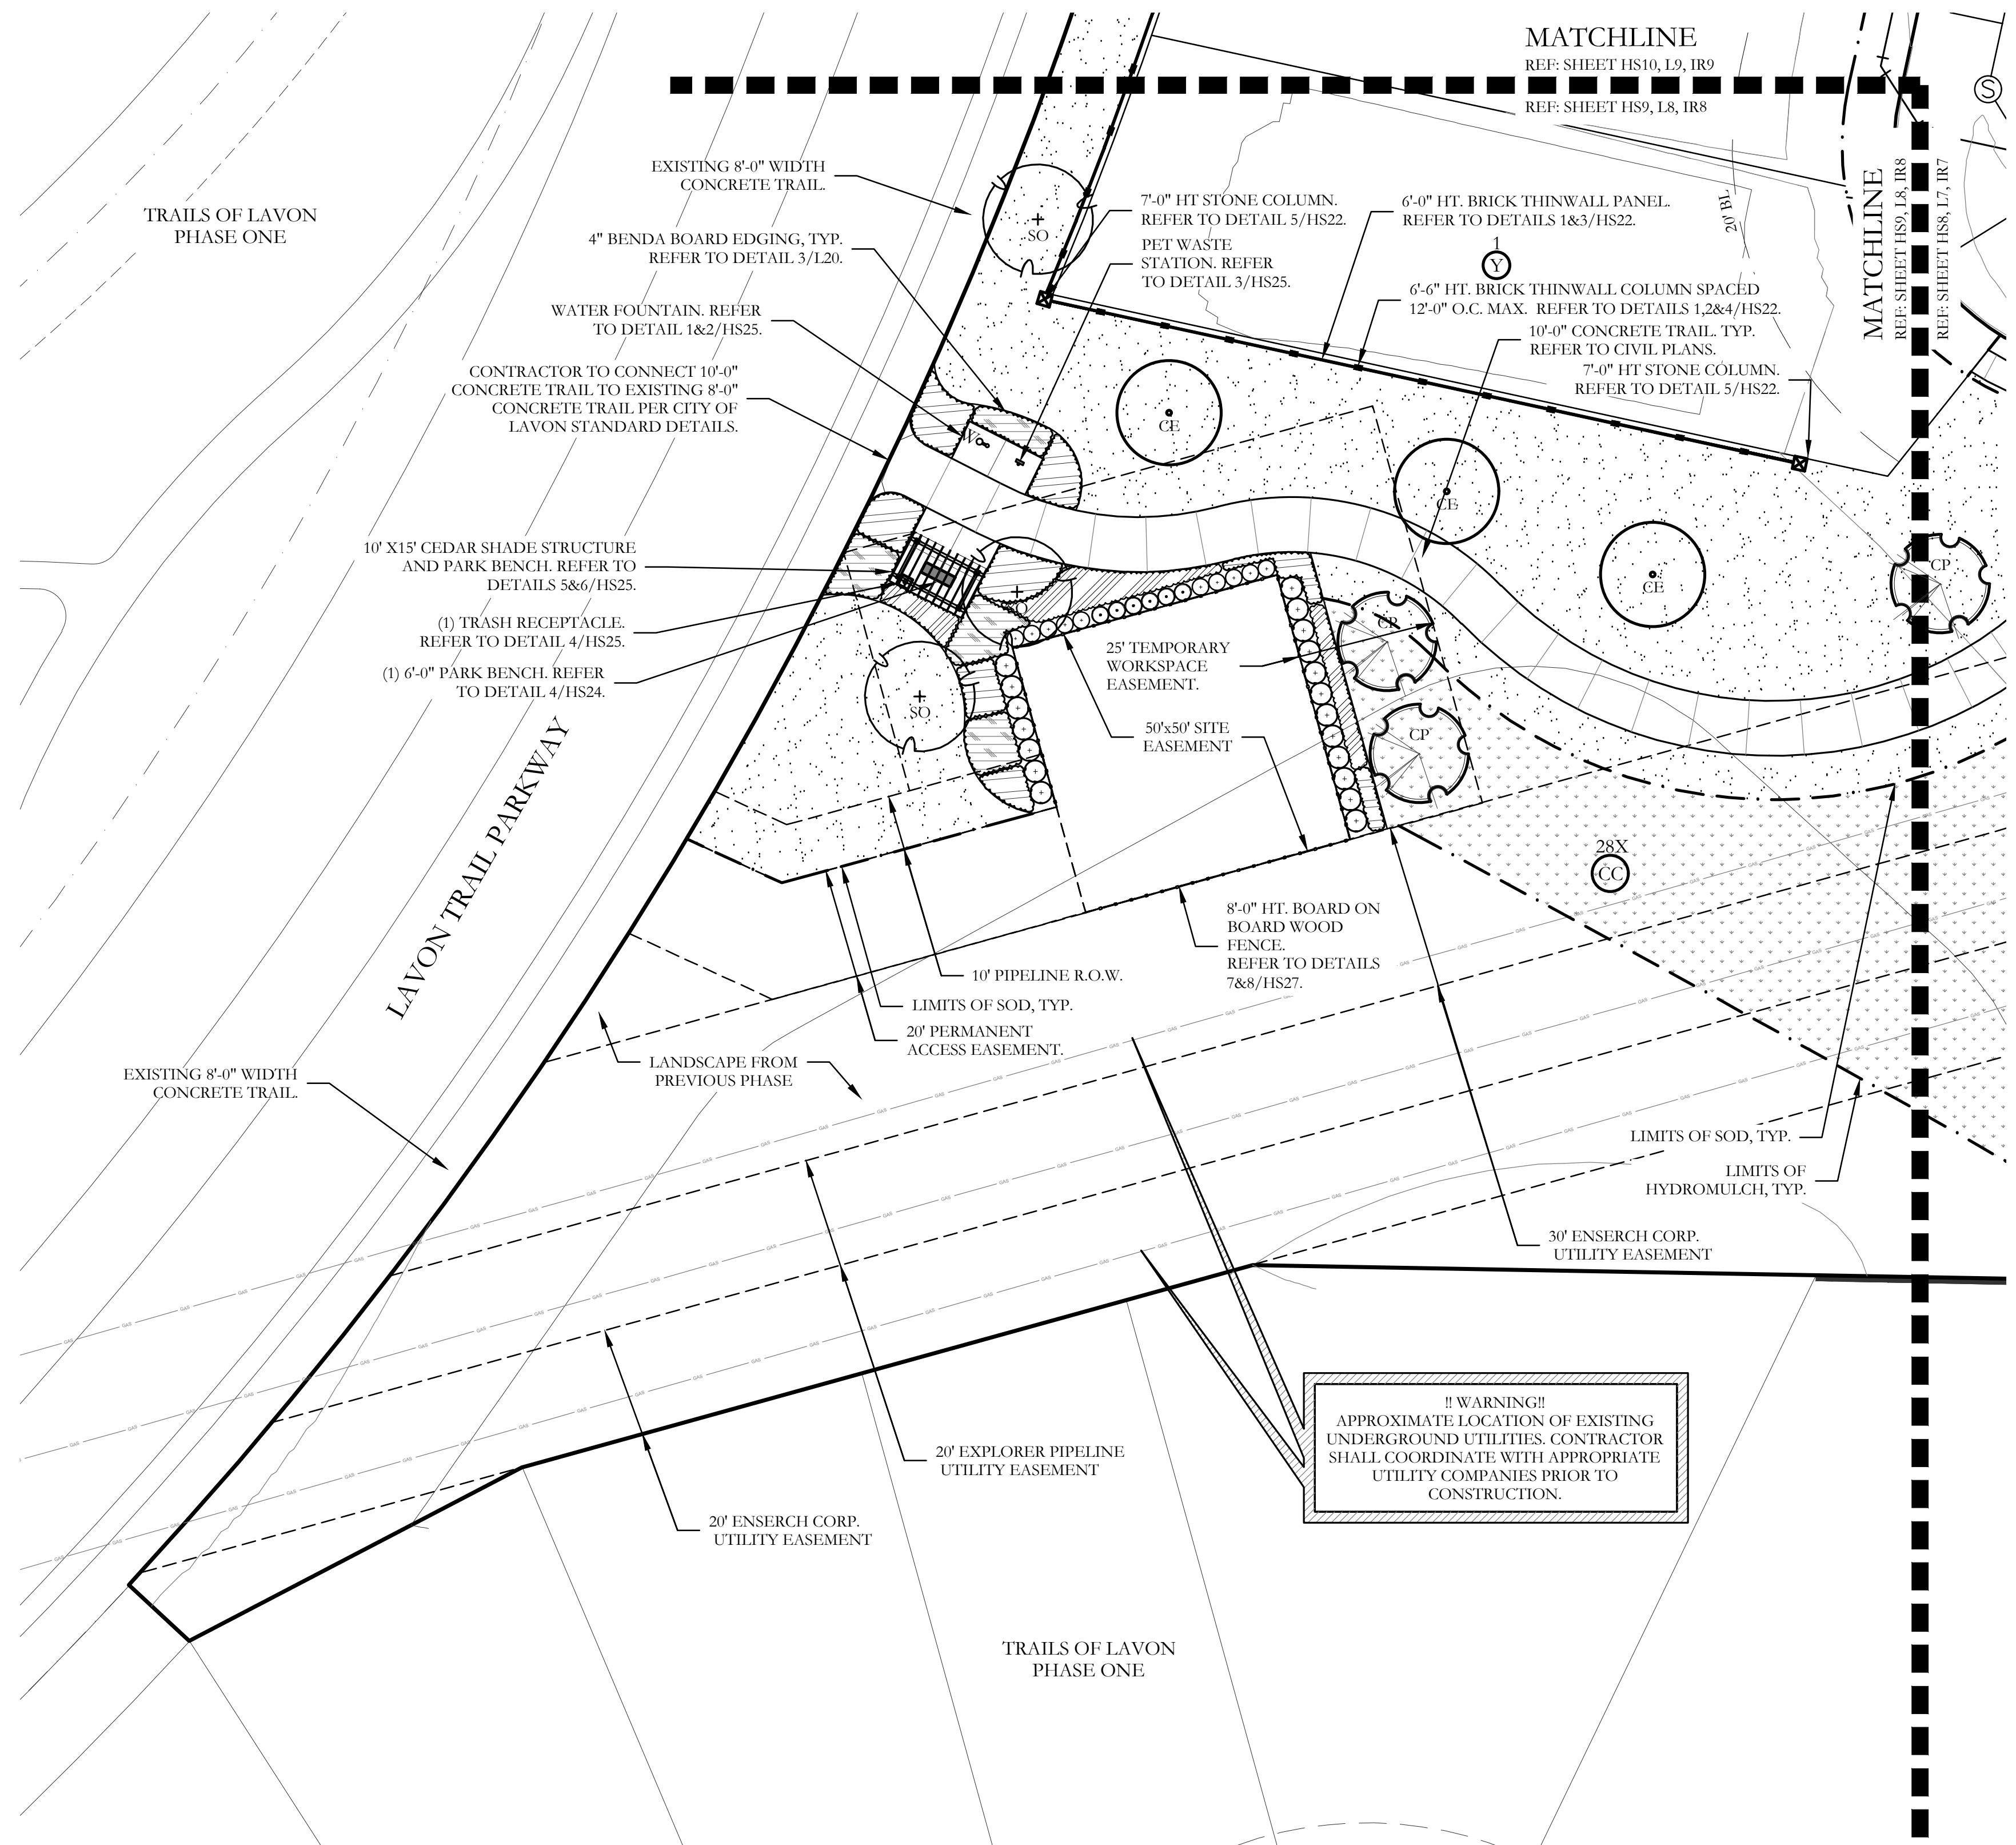 MATCHLINE
REF: SHEET HS10, L9, IR9
REF: SHEET HS9, L8, IR8
S
MATCHLINE
REF: SHEET HS9, L8, IR8
REF: SHEET HS8, L7, IR7
20' BL
TRAILS OF LAVON
PHASE ONE
EXISTING 8'-0" WIDTH
CONCRETE TRAIL.
4" BENDA BOARD EDGING, TYP.
REFER TO DETAIL 3/L20.
WATER FOUNTAIN. REFER
TO DETAIL 1&2/HS25.
CONTRACTOR TO CONNECT 10'-0"
CONCRETE TRAIL TO EXISTING 8'-0"
CONCRETE TRAIL PER CITY OF
LAVON STANDARD DETAILS.
10' X15' CEDAR SHADE STRUCTURE
AND PARK BENCH. REFER TO
DETAILS 5&6/HS25.
(1) TRASH RECEPTACLE.
REFER TO DETAIL 4/HS25.
(1) 6'-0" PARK BENCH. REFER
TO DETAIL 4/HS24.
7'-0" HT STONE COLUMN.
REFER TO DETAIL 5/HS22.
PET WASTE
STATION. REFER
TO DETAIL 3/HS25.
6'-0" HT. BRICK THINWALL PANEL.
REFER TO DETAILS 1&3/HS22.
1
Y
6'-6" HT. BRICK THINWALL COLUMN SPACED
12'-0" O.C. MAX. REFER TO DETAILS 1,2&4/HS22.
10'-0" CONCRETE TRAIL. TYP.
REFER TO CIVIL PLANS.
7'-0" HT STONE COLUMN.
REFER TO DETAIL 5/HS22.
SO
CE
CE
CE
CP
CP
CP
SO
SO
25' TEMPORARY
WORKSPACE
EASEMENT.
50'x50' SITE
EASEMENT
28X
CC
8'-0" HT. BOARD ON
BOARD WOOD
FENCE.
REFER TO DETAILS
7&8/HS27.
LAVON TRAIL PARKWAY
10' PIPELINE R.O.W.
LIMITS OF SOD, TYP.
20' PERMANENT
ACCESS EASEMENT.
LANDSCAPE FROM
PREVIOUS PHASE
EXISTING 8'-0" WIDTH
CONCRETE TRAIL.
LIMITS OF SOD, TYP.
LIMITS OF
HYDROMULCH, TYP.
30' ENSERCH CORP.
UTILITY EASEMENT
20' EXPLORER PIPELINE
UTILITY EASEMENT
20' ENSERCH CORP.
UTILITY EASEMENT
!! WARNING!!
APPROXIMATE LOCATION OF EXISTING
UNDERGROUND UTILITIES. CONTRACTOR
SHALL COORDINATE WITH APPROPRIATE
UTILITY COMPANIES PRIOR TO
CONSTRUCTION.
TRAILS OF LAVON
PHASE ONE